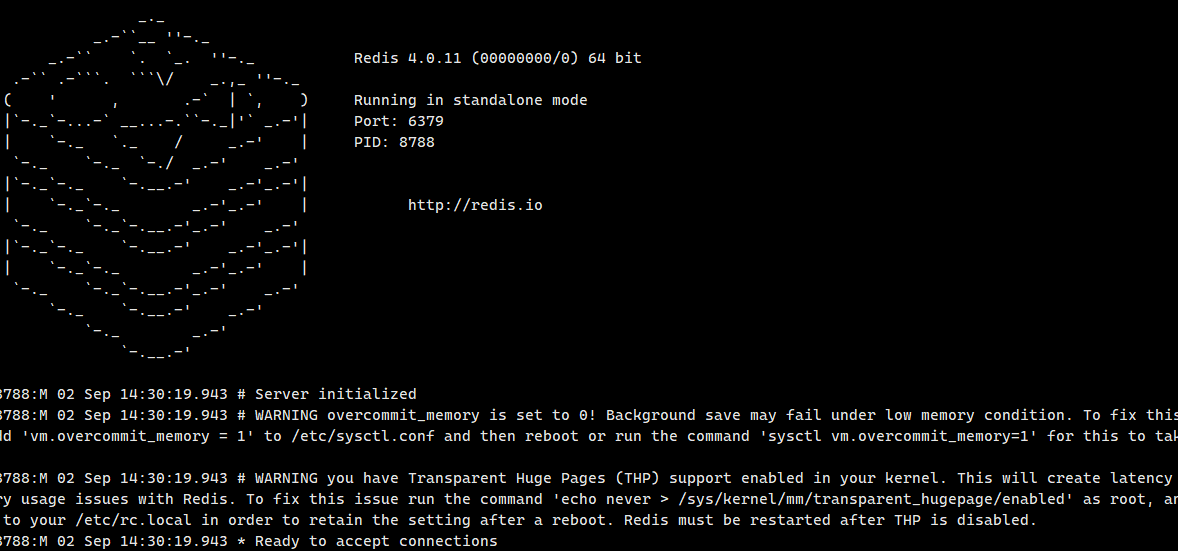 Redis 4.0.11 (00000000/0) 64 bit
Running in standalone mode
Port: 6379
PID: 8788
http://redis.io
8788:M 02 Sep 14:30:19.943 # Server initialized
8788:M 02 Sep 14:30:19.943 # WARNING overcommit_memory is set to 0! Background save may fail under low memory condition. To fix this
'vm.overcommit_memory = 1' to /etc/sysctl.conf and then reboot or run the command 'sysctl vm.overcommit_memory=1' for this to
8788:M 02 Sep 14:30:19.943 # WARNING you have Transparent Huge Pages (THP) support enabled in your kernel. This will create latency
usage issues with Redis. To fix this issue run the command 'echo never > /sys/kernel/mm/transparent_hugepage/enabled' as root,
to your /etc/rc.local in order to retain the setting after a reboot. Redis must be restarted after THP is disabled.
8788:M 02 Sep 14:30:19.943 * Ready to accept connections